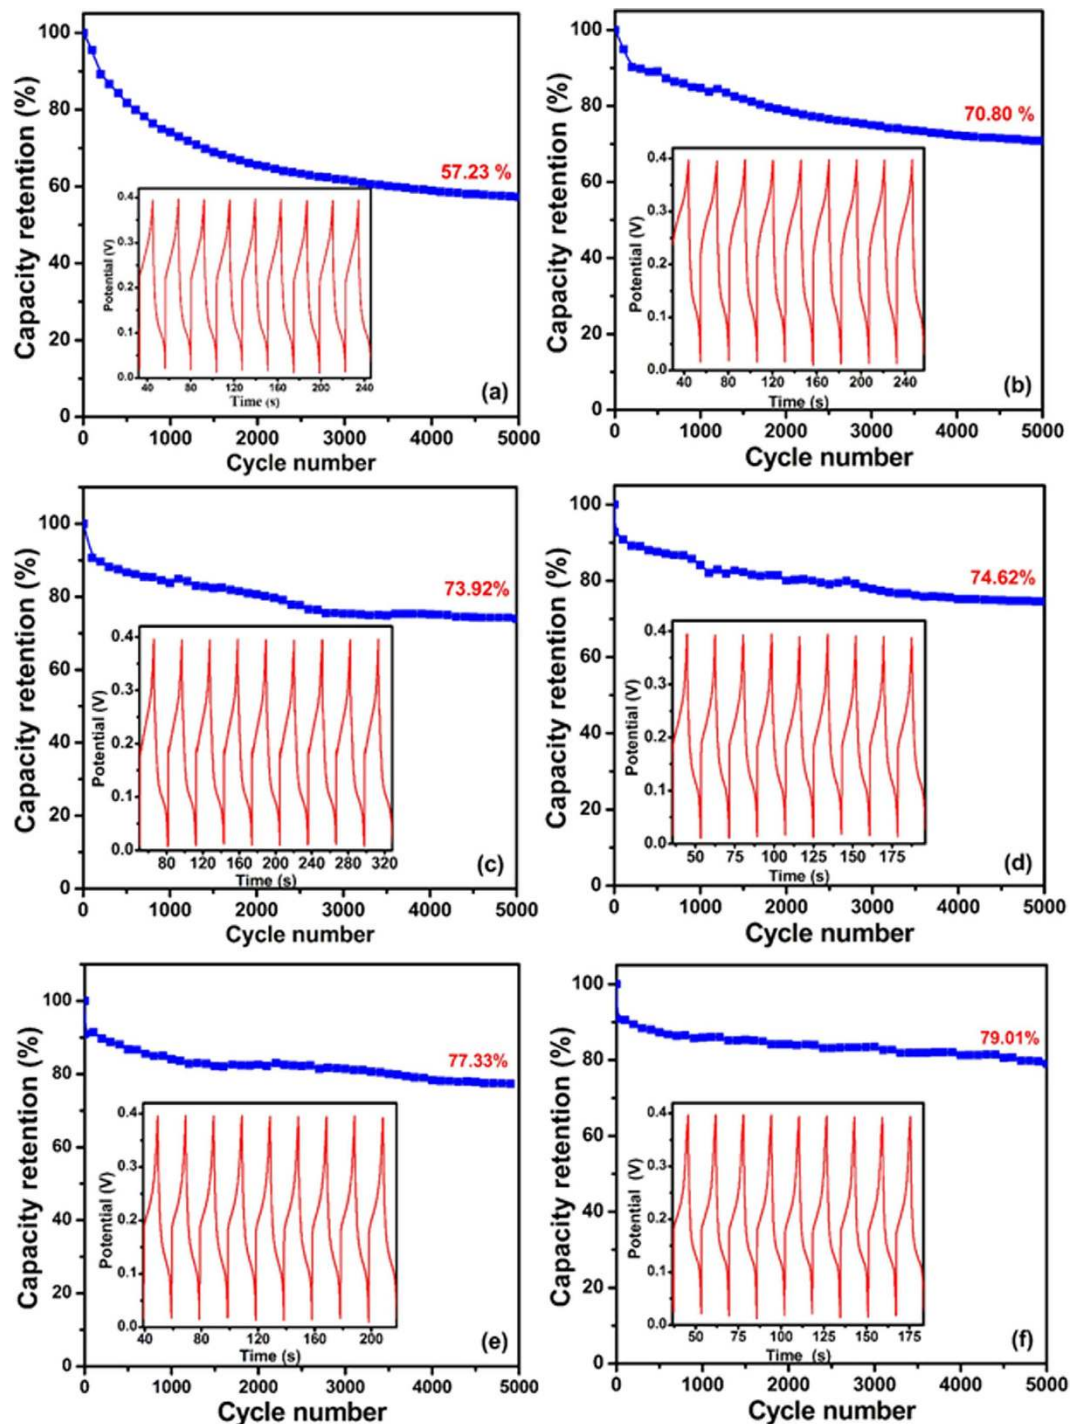 Capacity retention (%)
100
80
60
40
20
0
57.23 %
Potential (V)
0.4
0.3
0.2
0.1
0.0
40 80 120 160 200 240
Time (s)
(a)
0 1000 2000 3000 4000 5000
Cycle number
Capacity retention (%)
100
80
60
40
20
0
70.80 %
Potential (V)
0.4
0.3
0.2
0.1
0.0
40 80 120 160 200 240
Time (s)
(b)
0 1000 2000 3000 4000 5000
Cycle number
Capacity retention (%)
100
80
60
40
20
0
73.92%
Potential (V)
0.4
0.3
0.2
0.1
0.0
80 120 160 200 240 280 320
Time (s)
(c)
0 1000 2000 3000 4000 5000
Cycle number
Capacity retention (%)
100
80
60
40
20
0
74.62%
Potential (V)
0.4
0.3
0.2
0.1
0.0
50 75 100 125 150 175
Time (s)
(d)
0 1000 2000 3000 4000 5000
Cycle number
Capacity retention (%)
100
80
60
40
20
0
77.33%
Potential (V)
0.4
0.3
0.2
0.1
0.0
40 80 120 160 200
Time (s)
(e)
0 1000 2000 3000 4000 5000
Cycle number
Capacity retention (%)
100
80
60
40
20
0
79.01%
Potential (V)
0.4
0.3
0.2
0.1
0.0
50 75 100 125 150 175
Time (s)
(f)
0 1000 2000 3000 4000 5000
Cycle number